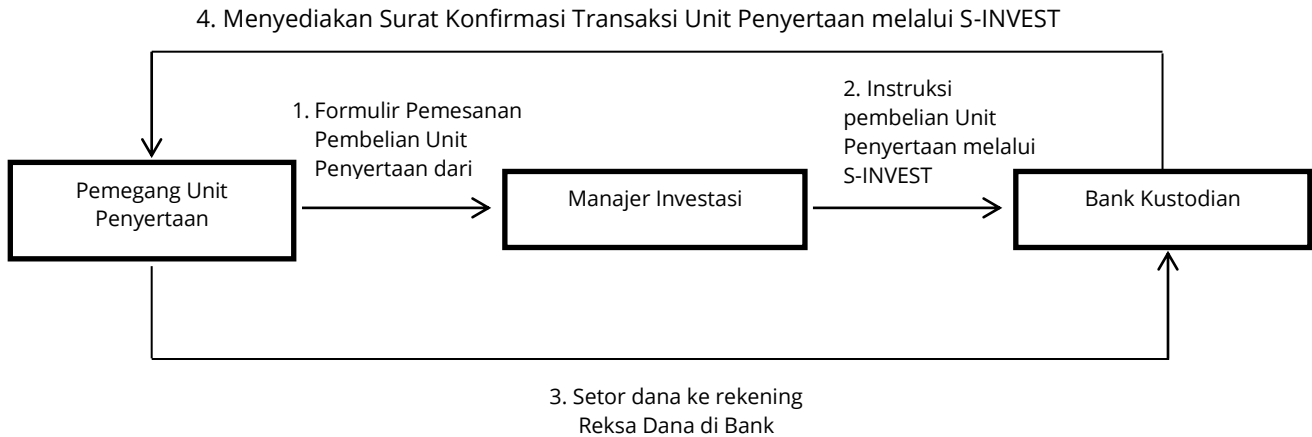 4. Menyediakan Surat Konfirmasi Transaksi Unit Penyertaan melalui S-INVEST
1. Formulir Pemesanan
Pembelian Unit
Penyertaan dari
2. Instruksi
pembelian Unit
Penyertaan melalui
S-INVEST
Pemegang Unit
Penyertaan
Manajer Investasi
Bank Kustodian
3. Setor dana ke rekening
Reksa Dana di Bank